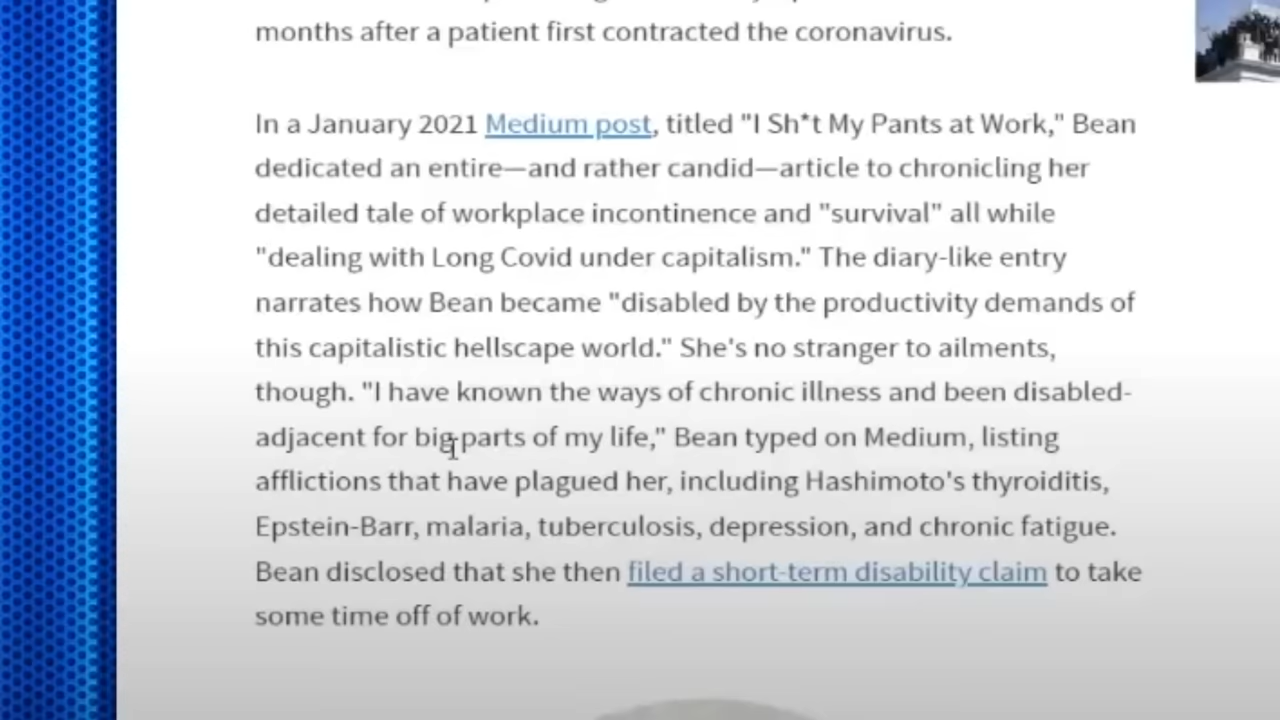 months after a patient first contracted the coronavirus.
In a January 2021 Medium post, titled "I Sh*t My Pants at Work," Bean
dedicated an entire—and rather candid—article to chronicling her
detailed tale of workplace incontinence and "survival" all while
"dealing with Long Covid under capitalism." The diary-like entry
narrates how Bean became "disabled by the productivity demands of
this capitalistic hellscape world." She's no stranger to ailments,
though. "I have known the ways of chronic illness and been disabled-
adjacent for big parts of my life," Bean typed on Medium, listing
afflictions that have plagued her, including Hashimoto's thyroiditis,
Epstein-Barr, malaria, tuberculosis, depression, and chronic fatigue.
Bean disclosed that she then filed a short-term disability claim to take
some time off of work.